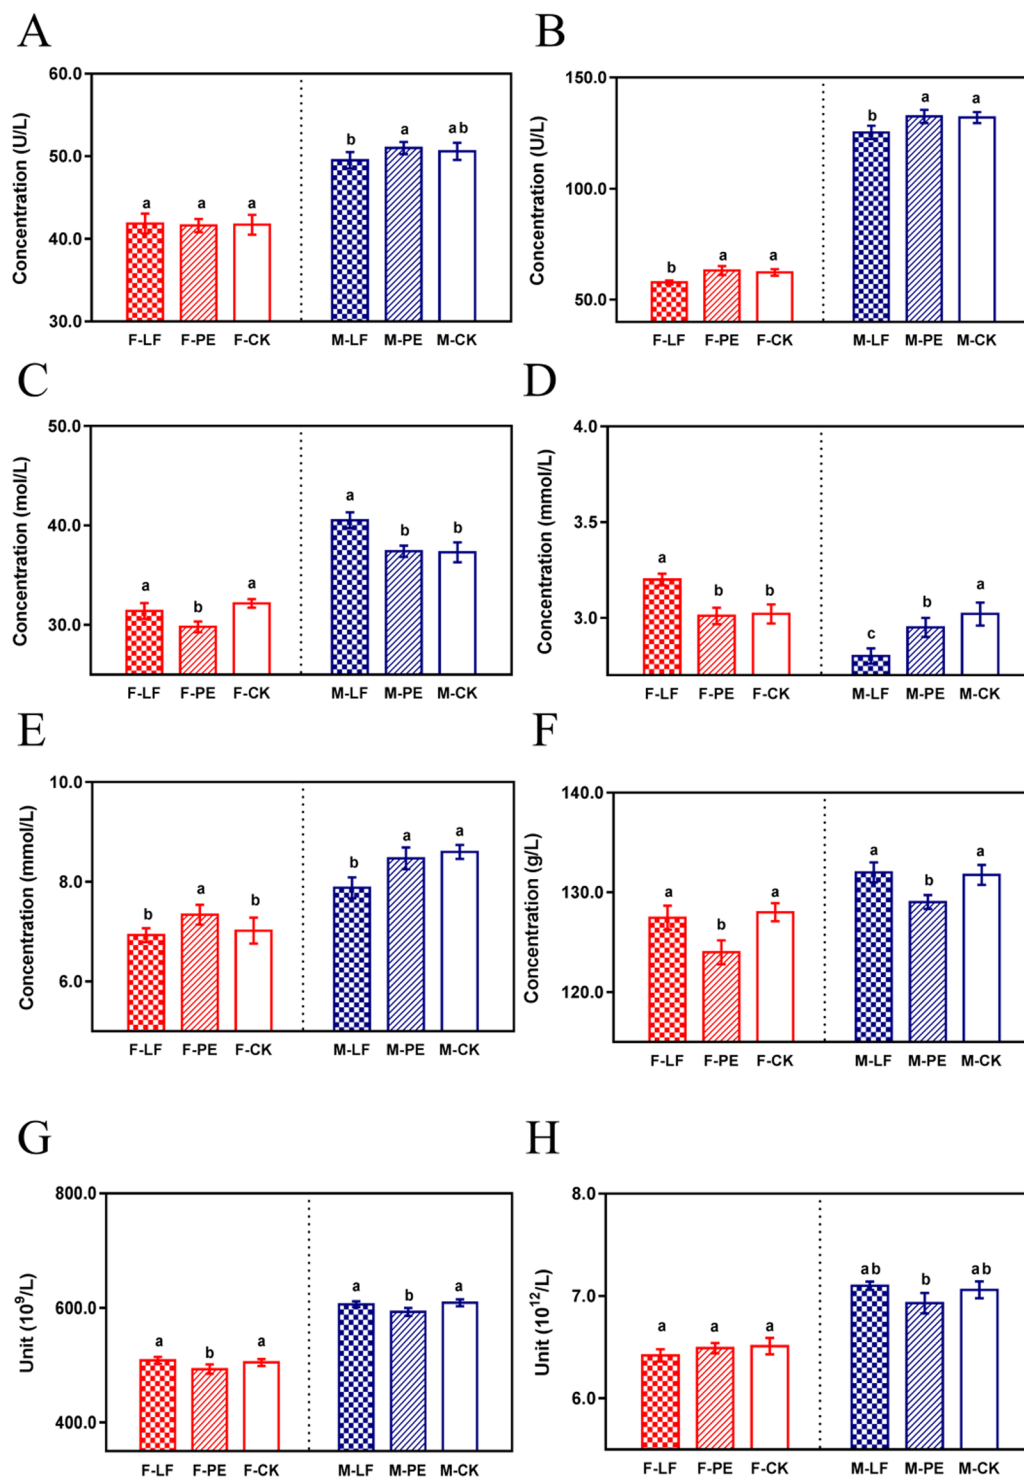 A
Concentration (U/L)
60.0
50.0
40.0
30.0
a a a b a ab
F-LF F-PE F-CK M-LF M-PE M-CK
B
Concentration (U/L)
150.0
100.0
50.0
b a a b a a
F-LF F-PE F-CK M-LF M-PE M-CK
C
Concentration (mol/L)
50.0
40.0
30.0
a b a a b b
F-LF F-PE F-CK M-LF M-PE M-CK
D
Concentration (mmol/L)
4.0
3.5
3.0
a b b c b a
F-LF F-PE F-CK M-LF M-PE M-CK
E
Concentration (mmol/L)
10.0
8.0
6.0
b a b b a a
F-LF F-PE F-CK M-LF M-PE M-CK
F
Concentration (g/L)
140.0
130.0
120.0
a b a a b a
F-LF F-PE F-CK M-LF M-PE M-CK
G
Unit (10⁹/L)
800.0
600.0
400.0
a b a a b a
F-LF F-PE F-CK M-LF M-PE M-CK
H
Unit (10¹²/L)
8.0
7.0
6.0
a a a ab b ab
F-LF F-PE F-CK M-LF M-PE M-CK